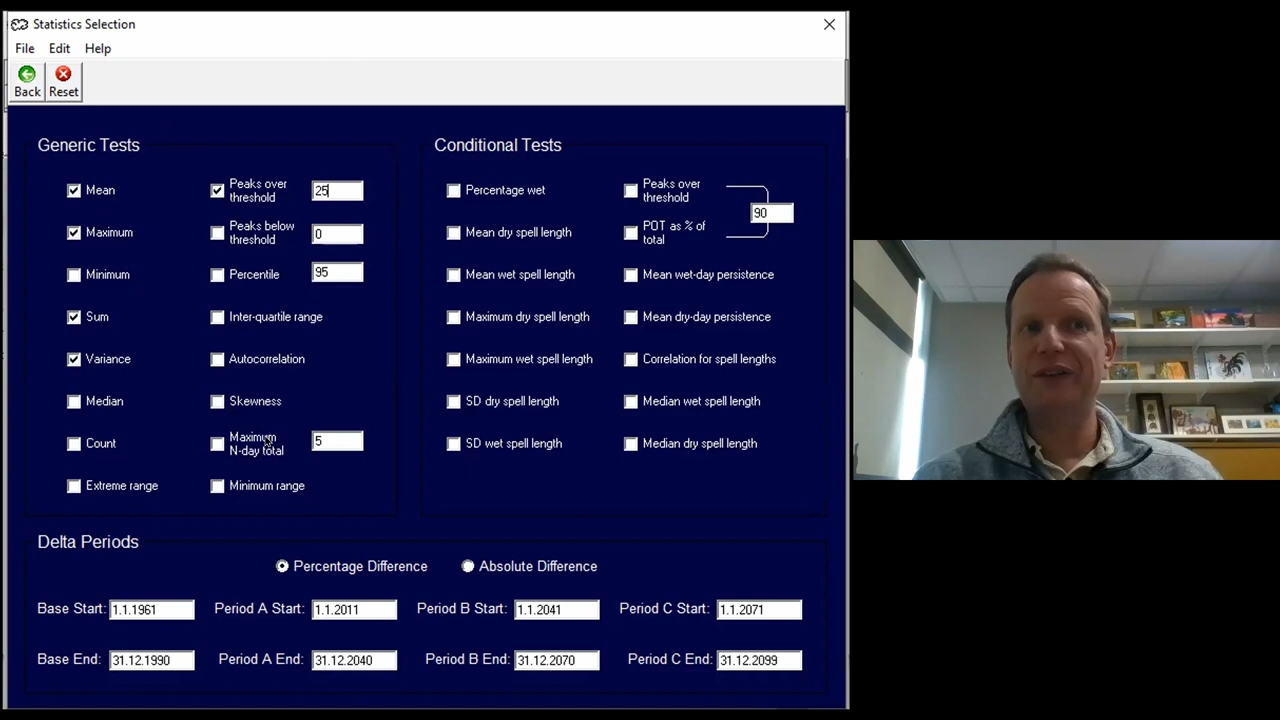 Statistics Selection
File Edit Help
Back Reset
Generic Tests
Mean
Maximum
Minimum
Sum
Variance
Median
Count
Extreme range
Peaks over
threshold
25
Peaks below
threshold
0
Percentile
95
Inter-quartile range
Autocorrelation
Skewness
Maximum
N-day total
5
Minimum range
Conditional Tests
Percentage wet
Mean dry spell length
Mean wet spell length
Maximum dry spell length
Maximum wet spell length
SD dry spell length
SD wet spell length
Peaks over
threshold
POT as % of
total
90
Mean wet-day persistence
Mean dry-day persistence
Correlation for spell lengths
Median wet spell length
Median dry spell length
Delta Periods
Percentage Difference Absolute Difference
Base Start: 1.1.1961 Period A Start: 1.1.2011 Period B Start: 1.1.2041 Period C Start: 1.1.2071
Base End: 31.12.1990 Period A End: 31.12.2040 Period B End: 31.12.2070 Period C End: 31.12.2099